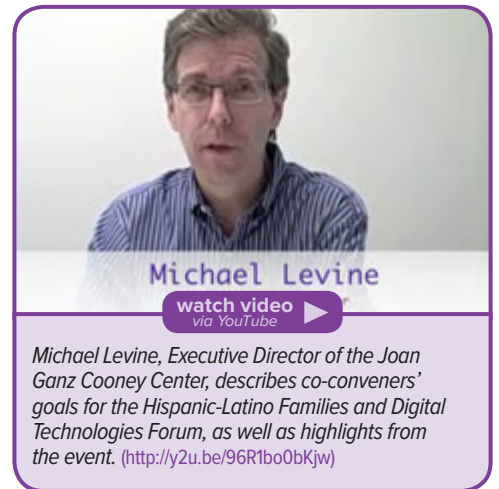 Michael Levine
watch video
via YouTube
Michael Levine, Executive Director of the Joan
Ganz Cooney Center, describes co-conveners'
goals for the Hispanic-Latino Families and Digital
Technologies Forum, as well as highlights from
the event. (http://y2u.be/96R1bo0bKjw)